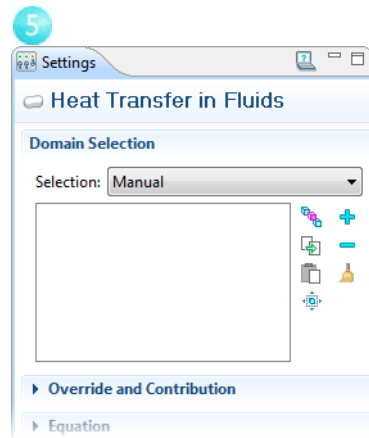 5
Settings
Heat Transfer in Fluids
Domain Selection
Selection: Manual
Override and Contribution
Equation